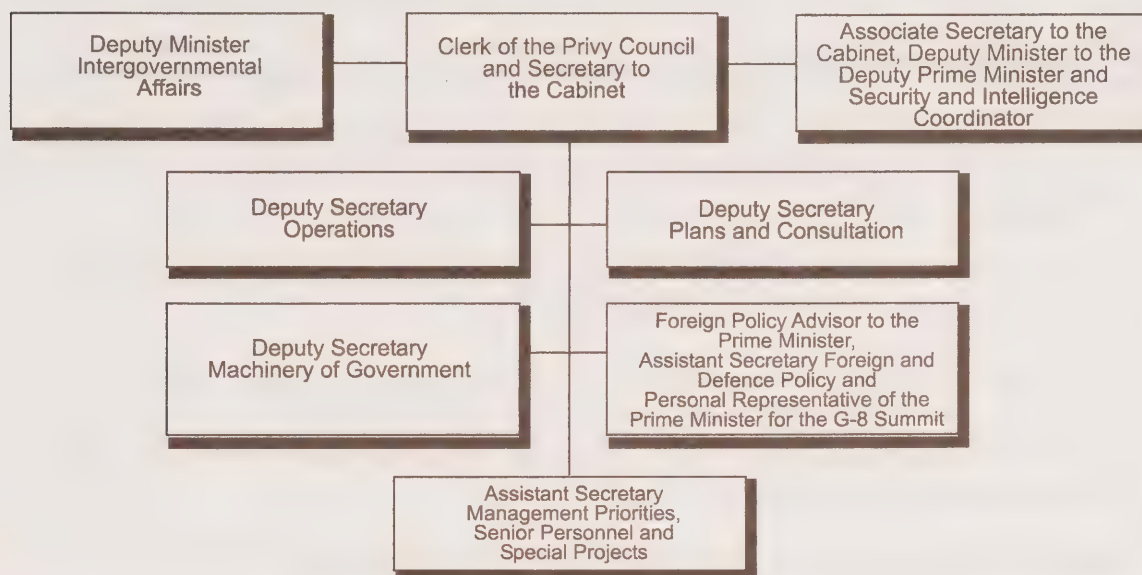 Deputy Minister
Intergovernmental
Affairs
Clerk of the Privy Council
and Secretary to
the Cabinet
Associate Secretary to the
Cabinet, Deputy Minister to the
Deputy Prime Minister and
Security and Intelligence
Coordinator
Deputy Secretary
Operations
Deputy Secretary
Plans and Consultation
Deputy Secretary
Machinery of Government
Foreign Policy Advisor to the
Prime Minister,
Assistant Secretary Foreign and
Defence Policy and
Personal Representative of the
Prime Minister for the G-8 Summit
Assistant Secretary
Management Priorities,
Senior Personnel and
Special Projects